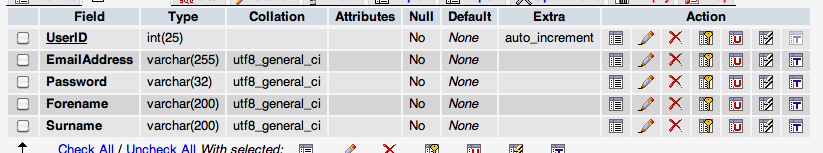 Field Type Collation Attributes Null Default Extra Action
UserID int(25) No None auto_increment
EmailAddress varchar(255) utf8_general_ci No None
Password varchar(32) utf8_general_ci No None
Forename varchar(200) utf8_general_ci No None
Surname varchar(200) utf8_general_ci No None
Check All / Uncheck All With selected: